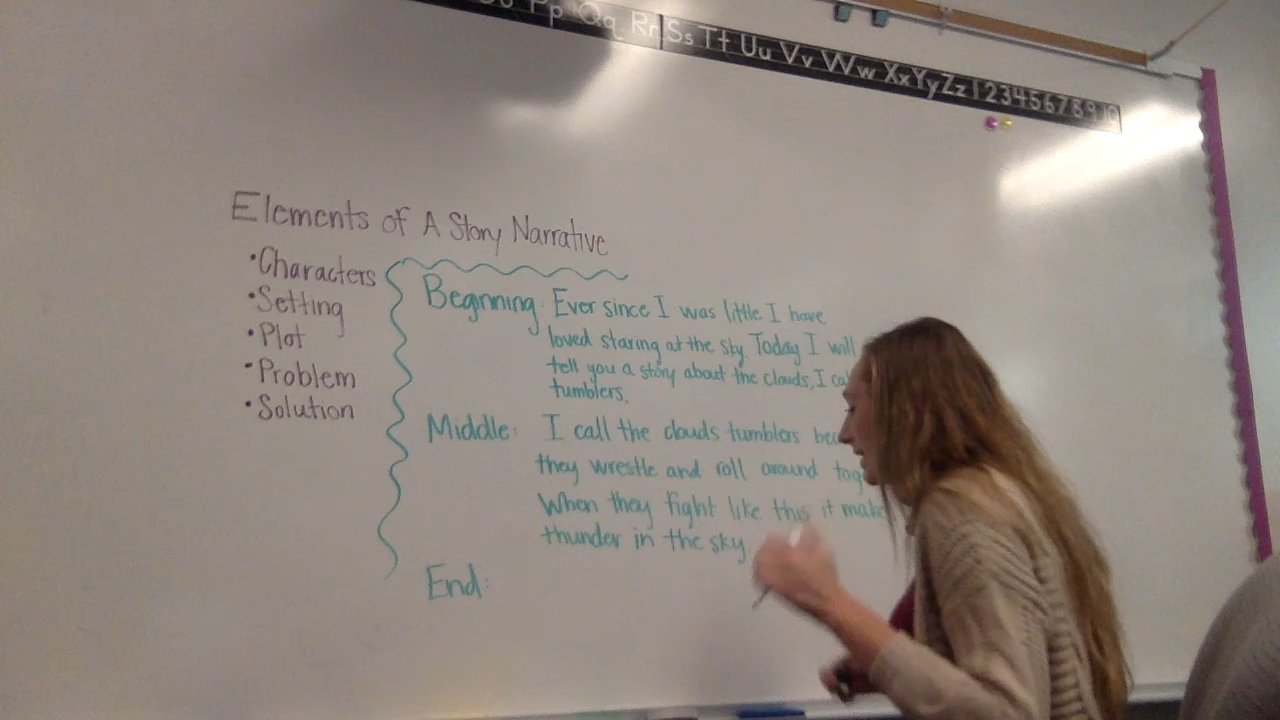 Pp Qq Rr Ss Tt Uu Vv Ww Xx Yy Zz 1 2 3 4 5 6 7 8 9 10
Elements of A Story Narrative
•Characters
•Setting
•Plot
•Problem
•Solution
Beginning: Ever since I was little I have
loved staring at the sky. Today I will
tell you a story about the clouds, I
tumblers.
Middle: I call the clouds tumblers
they wrestle and roll around
When they fight like this it
thunder in the sky
End: